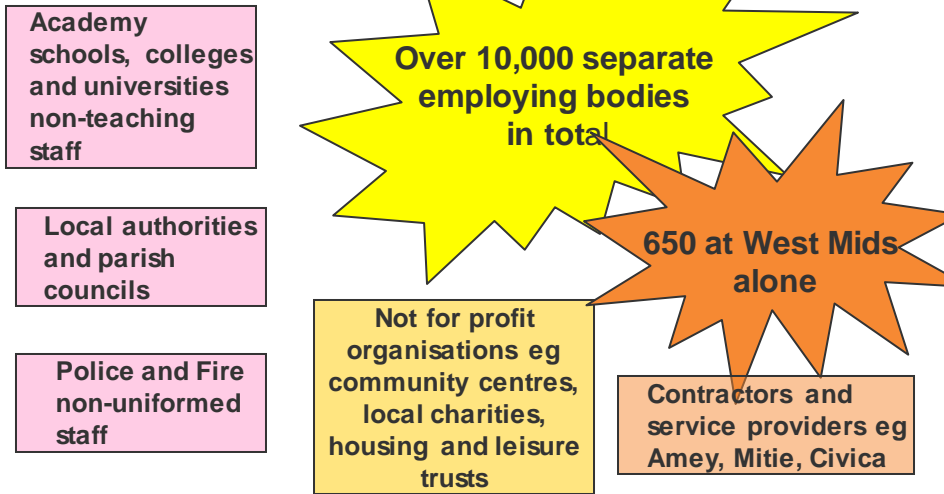 Academy
schools, colleges
and universities
non-teaching
staff
Over 10,000 separate
employing bodies
in total
Local authorities
and parish
councils
650 at West Mids
alone
Police and Fire
non-uniformed
staff
Not for profit
organisations eg
community centres,
local charities,
housing and leisure
trusts
Contractors and
service providers eg
Amey, Mitie, Civica